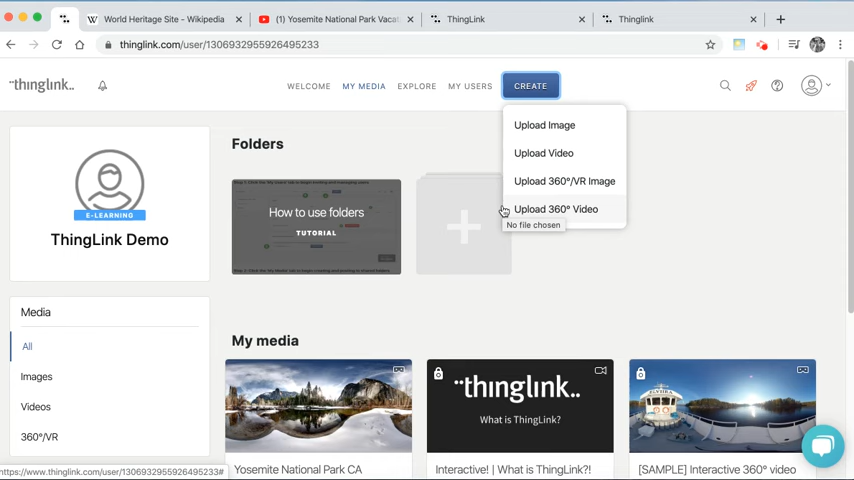 World Heritage Site - Wikipedia
(1) Yosemite National Park Vacat
ThingLink
Thinglink
thinglink.com/user/1306932955926495233
¨thinglink..
WELCOME
MY MEDIA
EXPLORE
MY USERS
CREATE
Upload Image
Upload Video
Upload 360°/VR Image
Upload 360° Video
No file chosen
E-LEARNING
ThingLink Demo
Folders
How to use folders
TUTORIAL
Media
All
Images
Videos
360°/VR
My media
¨thinglink..
What is ThingLink?
Yosemite National Park CA
Interactive! | What is ThingLink?!
[SAMPLE] Interactive 360° video
https://www.thinglink.com/user/1306932955926495233#